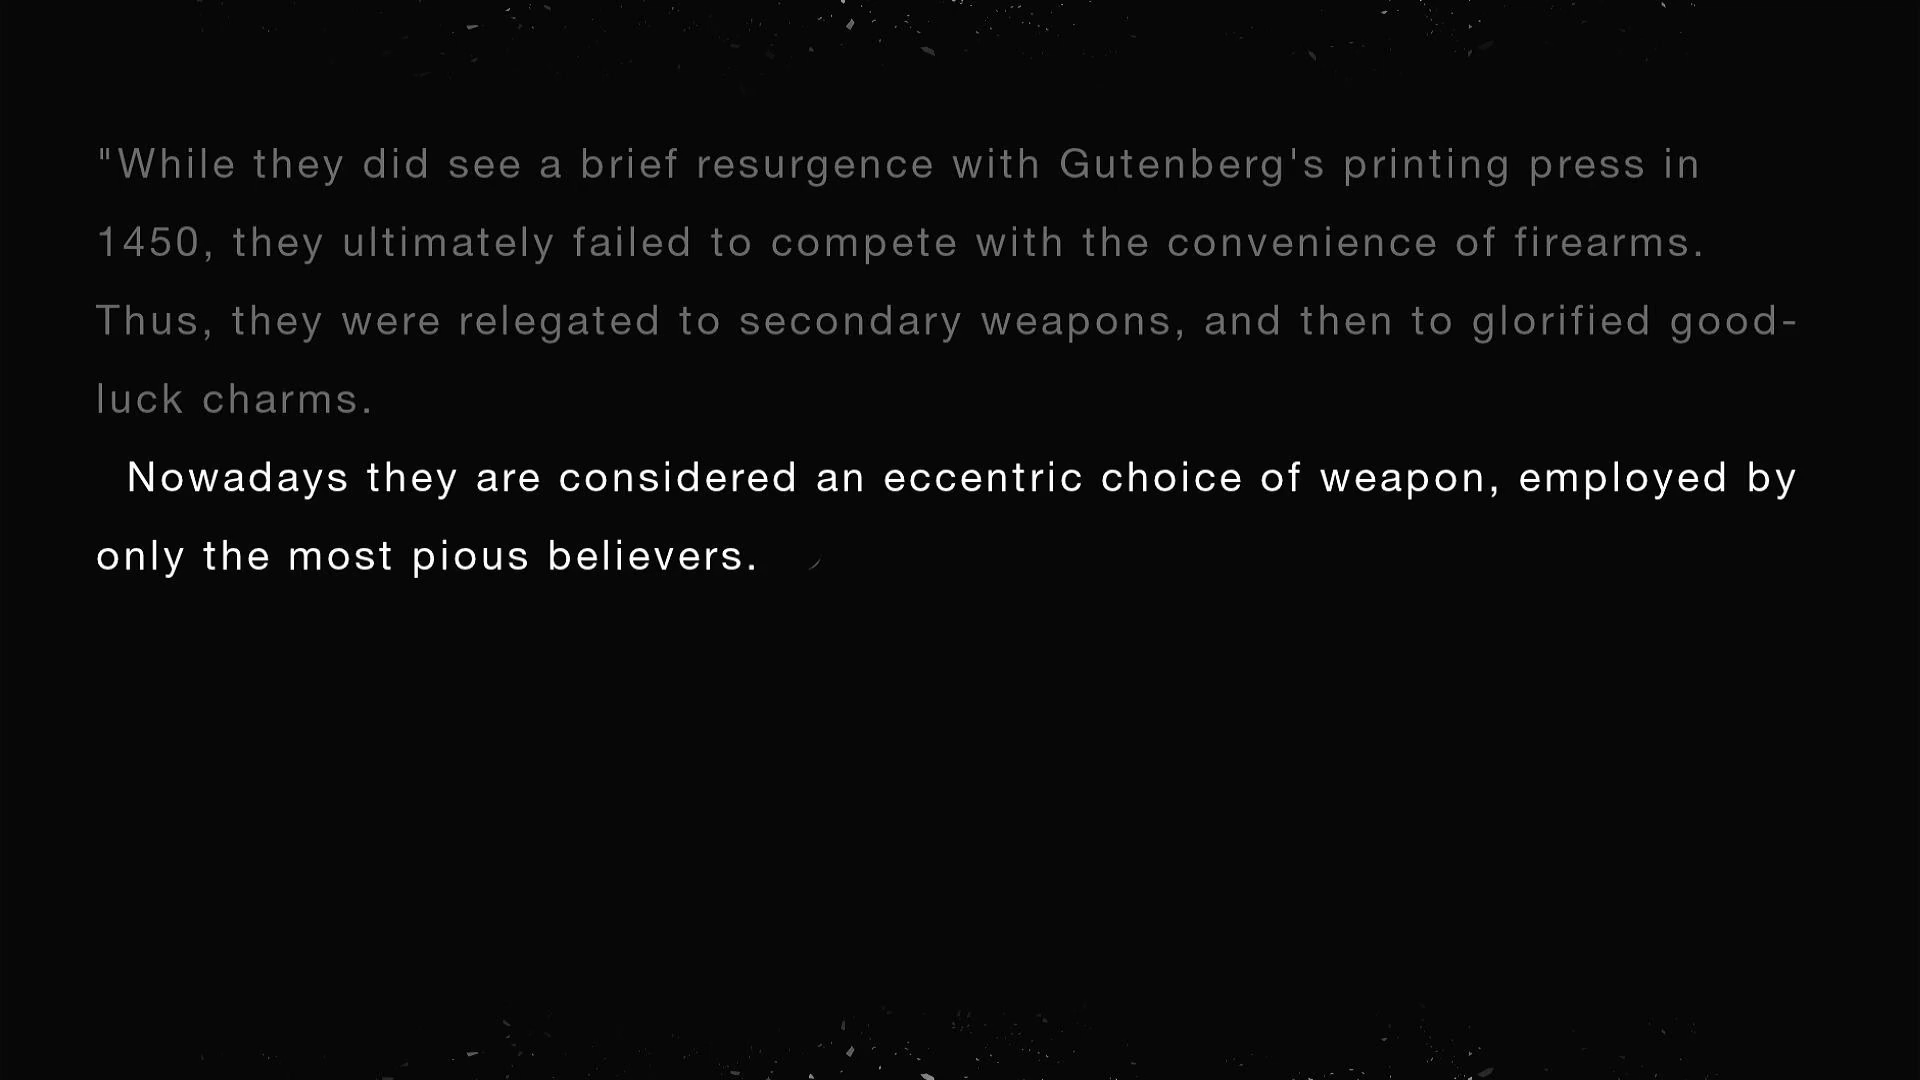 "While they did see a brief resurgence with Gutenberg's printing press in
1450, they ultimately failed to compete with the convenience of firearms.
Thus, they were relegated to secondary weapons, and then to glorified good-
luck charms.
Nowadays they are considered an eccentric choice of weapon, employed by
only the most pious believers.